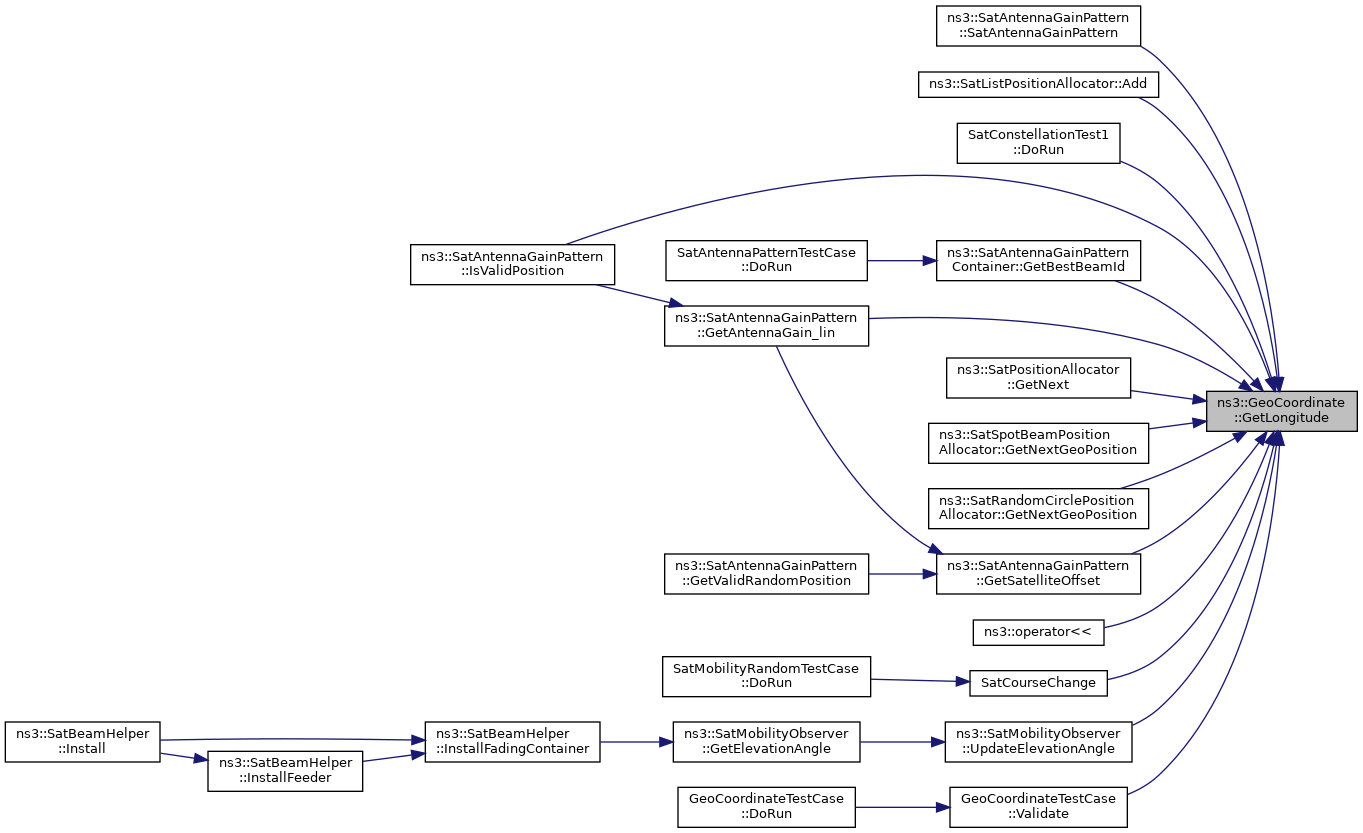 ns3::SatAntennaGainPattern
::SatAntennaGainPattern
ns3::SatListPositionAllocator::Add
SatConstellationTest1
::DoRun
ns3::SatAntennaGainPattern
::IsValidPosition
SatAntennaPatternTestCase
::DoRun
ns3::SatAntennaGainPattern
Container::GetBestBeamId
ns3::SatAntennaGainPattern
::GetAntennaGain_lin
ns3::SatPositionAllocator
::GetNext
ns3::GeoCoordinate
::GetLongitude
ns3::SatSpotBeamPosition
Allocator::GetNextGeoPosition
ns3::SatRandomCirclePosition
Allocator::GetNextGeoPosition
ns3::SatAntennaGainPattern
::GetValidRandomPosition
ns3::SatAntennaGainPattern
::GetSatelliteOffset
ns3::operator<<
SatMobilityRandomTestCase
::DoRun
SatCourseChange
ns3::SatBeamHelper
::Install
ns3::SatBeamHelper
::InstallFeeder
ns3::SatBeamHelper
::InstallFadingContainer
ns3::SatMobilityObserver
::GetElevationAngle
ns3::SatMobilityObserver
::UpdateElevationAngle
GeoCoordinateTestCase
::DoRun
GeoCoordinateTestCase
::Validate